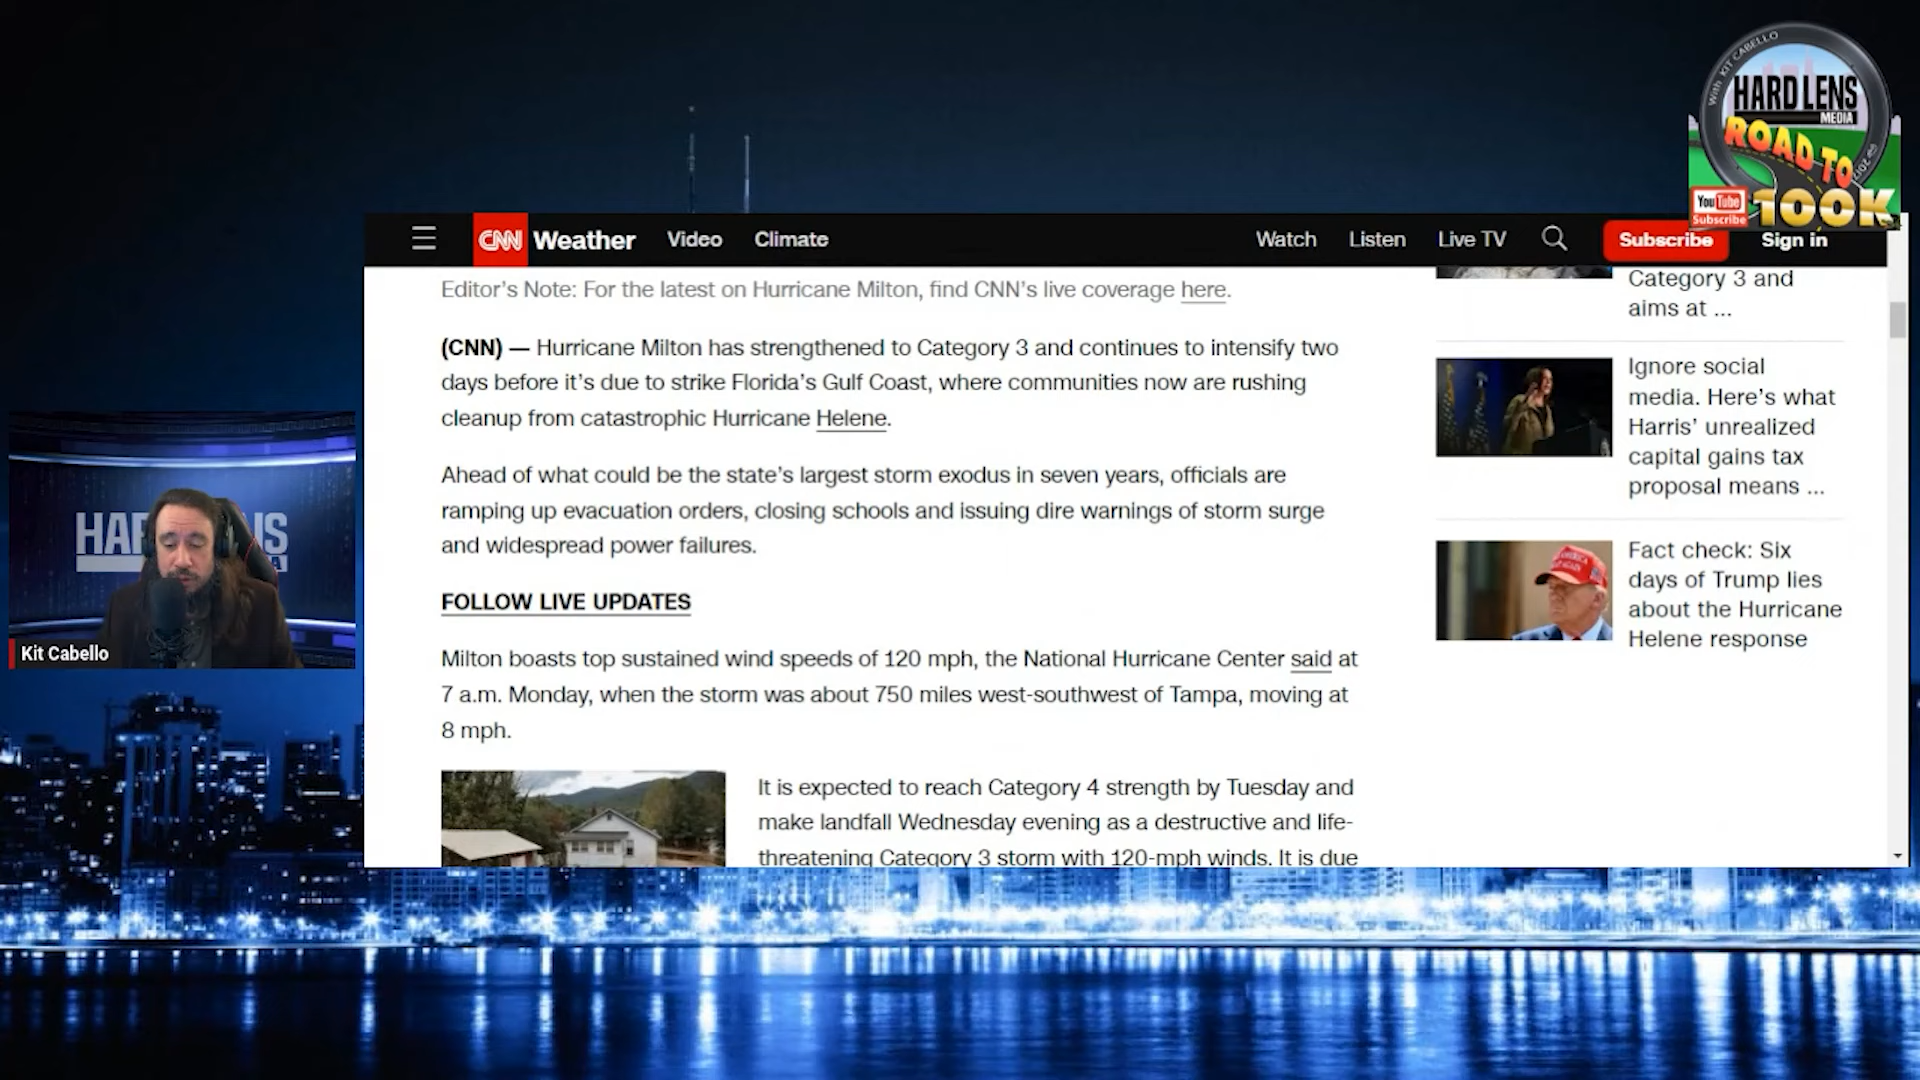 With KIT CABELLO
HARD LENS
MEDIA
ROAD TO
100K
YouTube
Subscribe
CNN Weather Video Climate Watch Listen Live TV Subscribe Sign in
Editor's Note: For the latest on Hurricane Milton, find CNN's live coverage here.
(CNN) — Hurricane Milton has strengthened to Category 3 and continues to intensify two
days before it's due to strike Florida's Gulf Coast, where communities now are rushing
cleanup from catastrophic Hurricane Helene.
Ahead of what could be the state's largest storm exodus in seven years, officials are
ramping up evacuation orders, closing schools and issuing dire warnings of storm surge
and widespread power failures.
FOLLOW LIVE UPDATES
Milton boasts top sustained wind speeds of 120 mph, the National Hurricane Center said at
7 a.m. Monday, when the storm was about 750 miles west-southwest of Tampa, moving at
8 mph.
It is expected to reach Category 4 strength by Tuesday and
make landfall Wednesday evening as a destructive and life-
threatening Category 3 storm with 120-mph winds. It is due
Category 3 and
aims at ...
Ignore social
media. Here's what
Harris' unrealized
capital gains tax
proposal means ...
Fact check: Six
days of Trump lies
about the Hurricane
Helene response
Kit Cabello